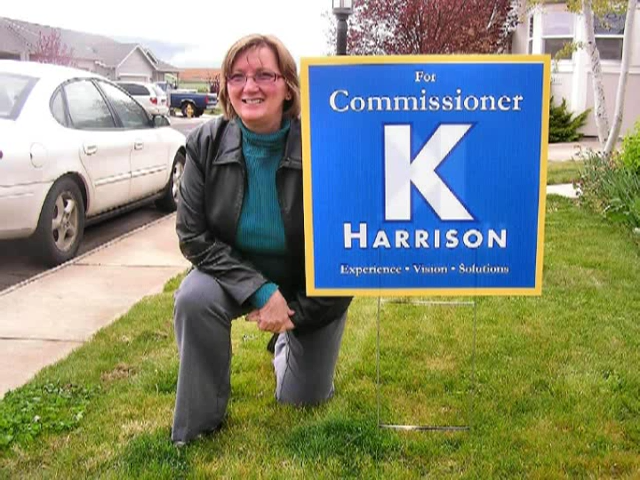 For
Commissioner
K
HARRISON
Experience • Vision • Solutions